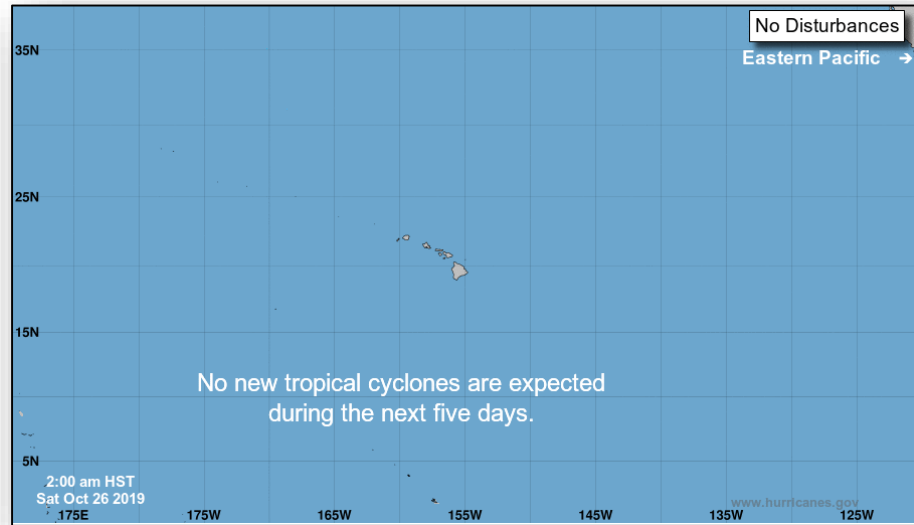 No Disturbances
35N
Eastern Pacific →
25N
15N
No new tropical cyclones are expected
during the next five days.
5N
2:00 am HST
Sat Oct 26 2019
www.hurricanes.gov
175E 175W 165W 155W 145W 135W 125W